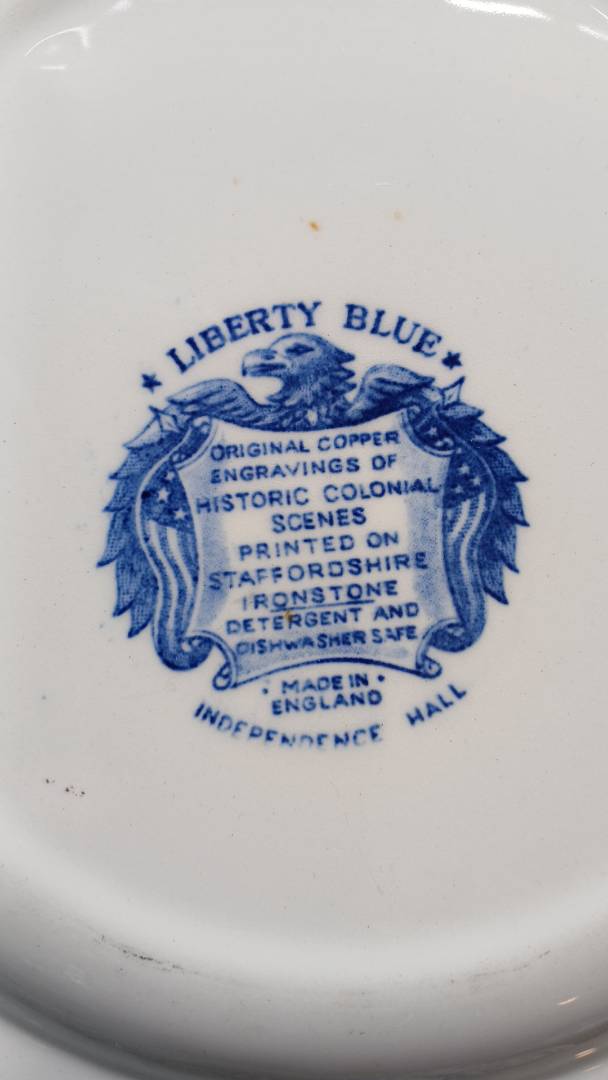 LIBERTY BLUE
ORIGINAL COPPER
ENGRAVINGS OF
HISTORIC COLONIAL
SCENES
PRINTED ON
STAFFORDSHIRE
IRONSTONE
DETERGENT AND
DISHWASHER SAFE
• MADE IN •
ENGLAND
INDEPENDENCE HALL